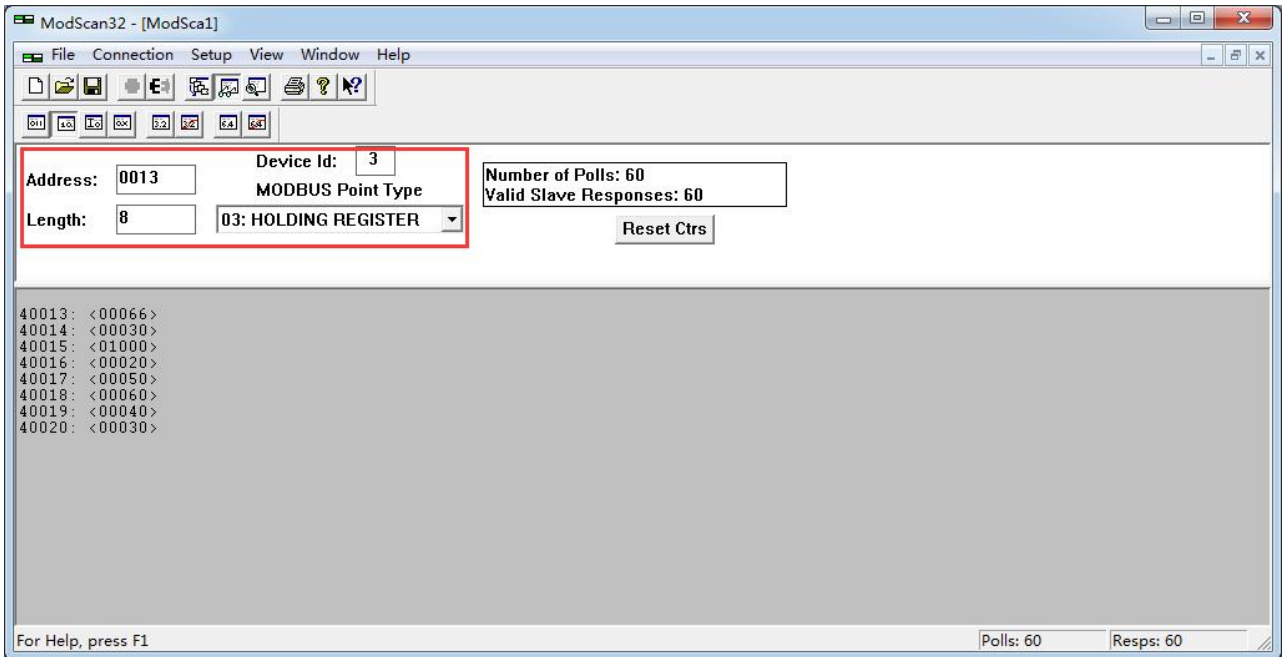 ModScan32 - [ModSca1]
File Connection Setup View Window Help
Device Id: 3
Address: 0013
MODBUS Point Type
Length: 8
03: HOLDING REGISTER
Number of Polls: 60
Valid Slave Responses: 60
Reset Ctrs
40013: <00066>
40014: <00030>
40015: <01000>
40016: <00020>
40017: <00050>
40018: <00060>
40019: <00040>
40020: <00030>
For Help, press F1
Polls: 60
Resps: 60